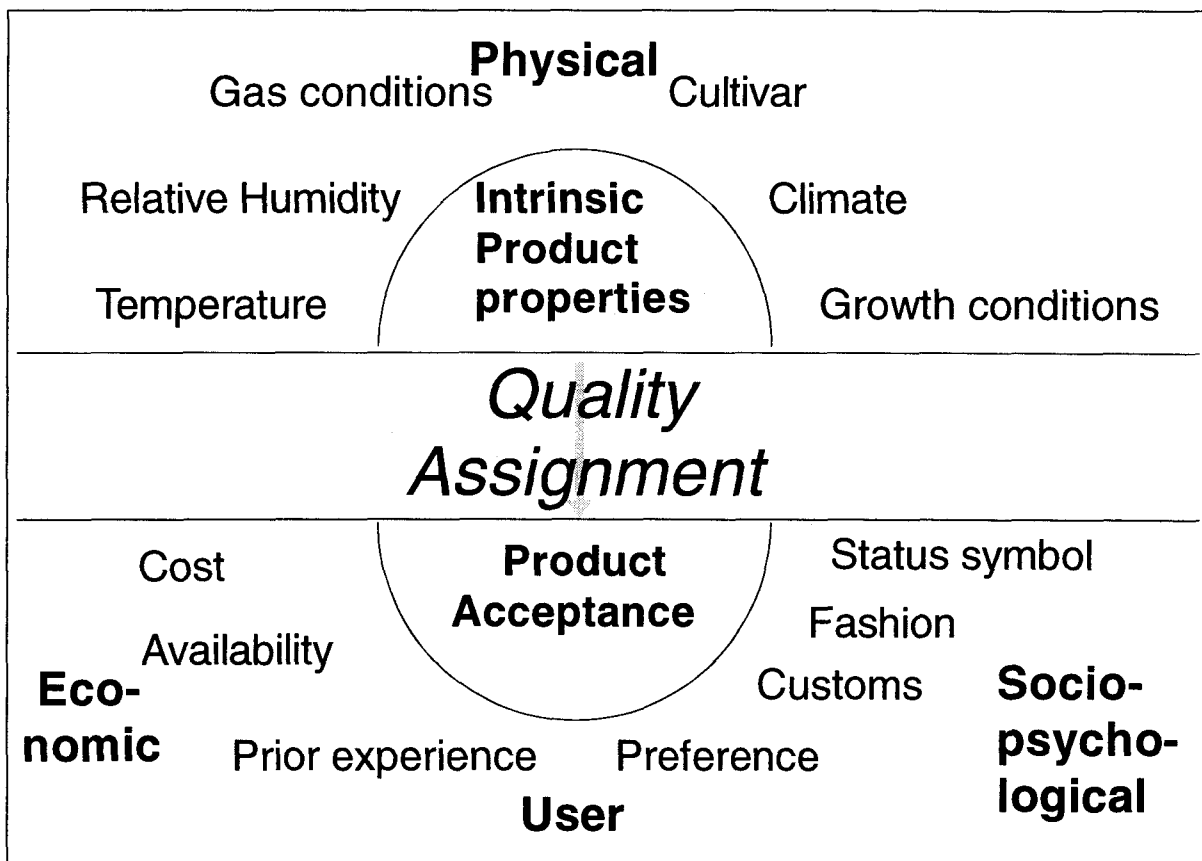 Physical
Gas conditions
Cultivar
Relative Humidity
Intrinsic
Product
properties
Climate
Temperature
Growth conditions
Quality
Assignment
Cost
Product
Acceptance
Status symbol
Fashion
Availability
Customs
Eco-
nomic
Socio-
psycho-
logical
Prior experience
Preference
User